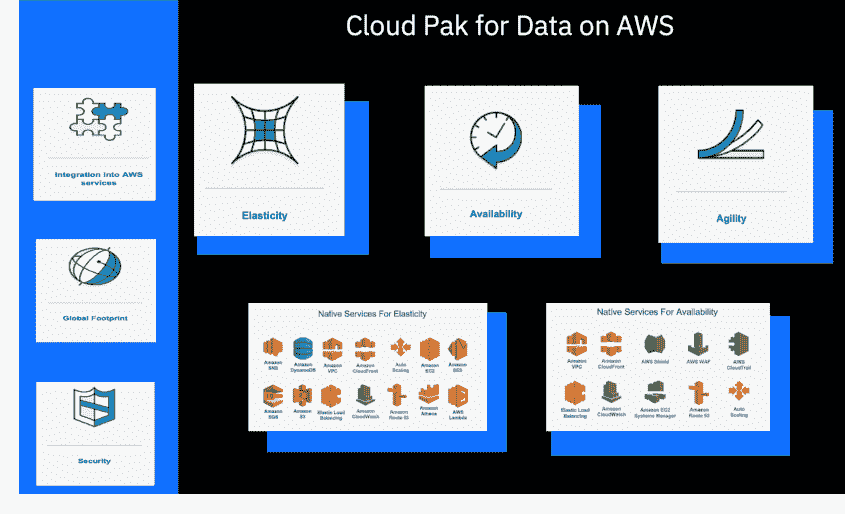 Cloud Pak for Data on AWS
Integration into AWS
services
Global Footprint
Security
Elasticity
Availability
Agility
Native Services For Elasticity
Amazon
SNS
Amazon
DynamoDB
Amazon
VPC
Amazon
CloudFront
Auto
Scaling
Amazon
EC2
Amazon
SES
Amazon
SQS
Amazon
S3
Elastic Load
Balancing
Amazon
CloudWatch
Amazon
Route 53
Amazon
Athena
AWS
Lambda
Native Services For Availability
Amazon
VPC
Amazon
CloudFront
AWS Shield
AWS WAF
AWS
CloudTrail
Elastic Load
Balancing
Amazon
CloudWatch
Amazon EC2
Systems Manager
Amazon
Route 53
Auto
Scaling